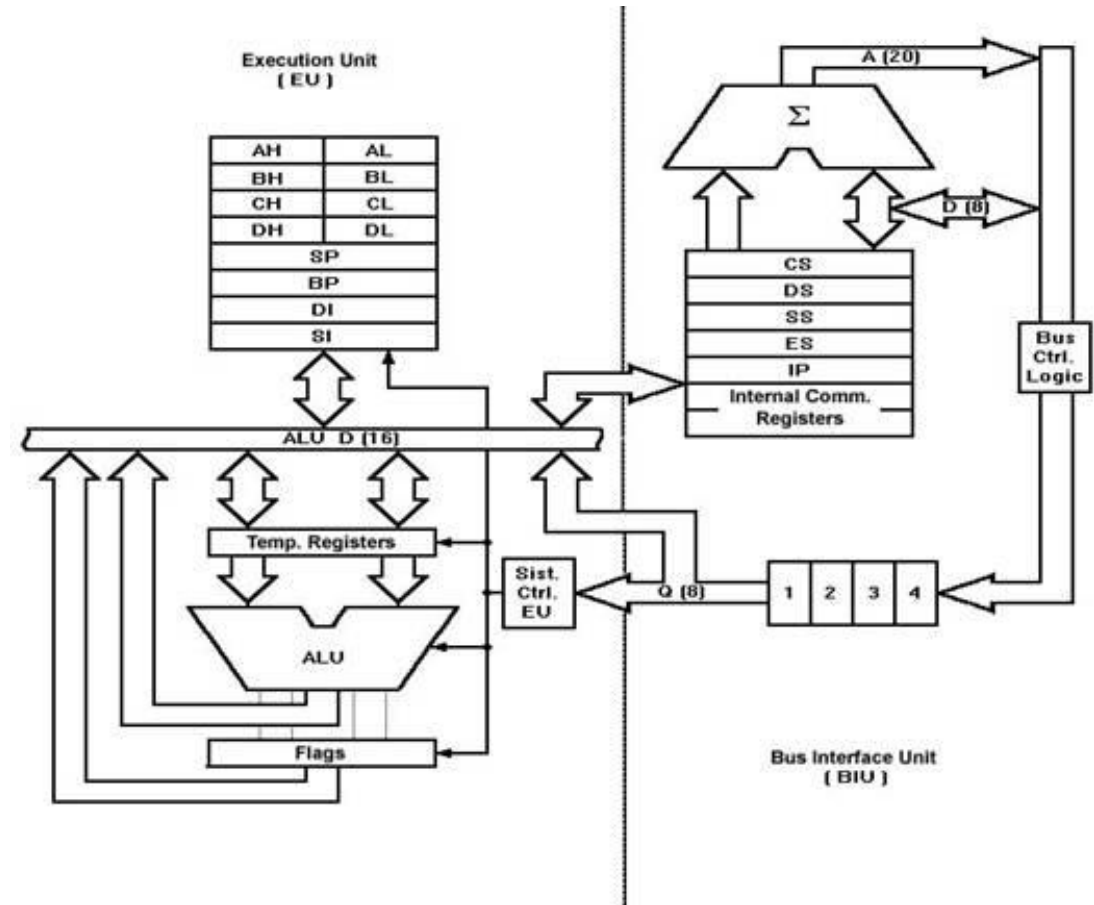 Execution Unit
( EU )
AH
AL
BH
BL
CH
CL
DH
DL
SP
BP
DI
SI
ALU D (16)
Temp. Registers
ALU
Flags
Sist.
Ctrl.
EU
A (20)
Σ
D (8)
CS
DS
SS
ES
IP
Internal Comm.
Registers
Bus
Ctrl.
Logic
Q (8)
1 2 3 4
Bus Interface Unit
( BIU )